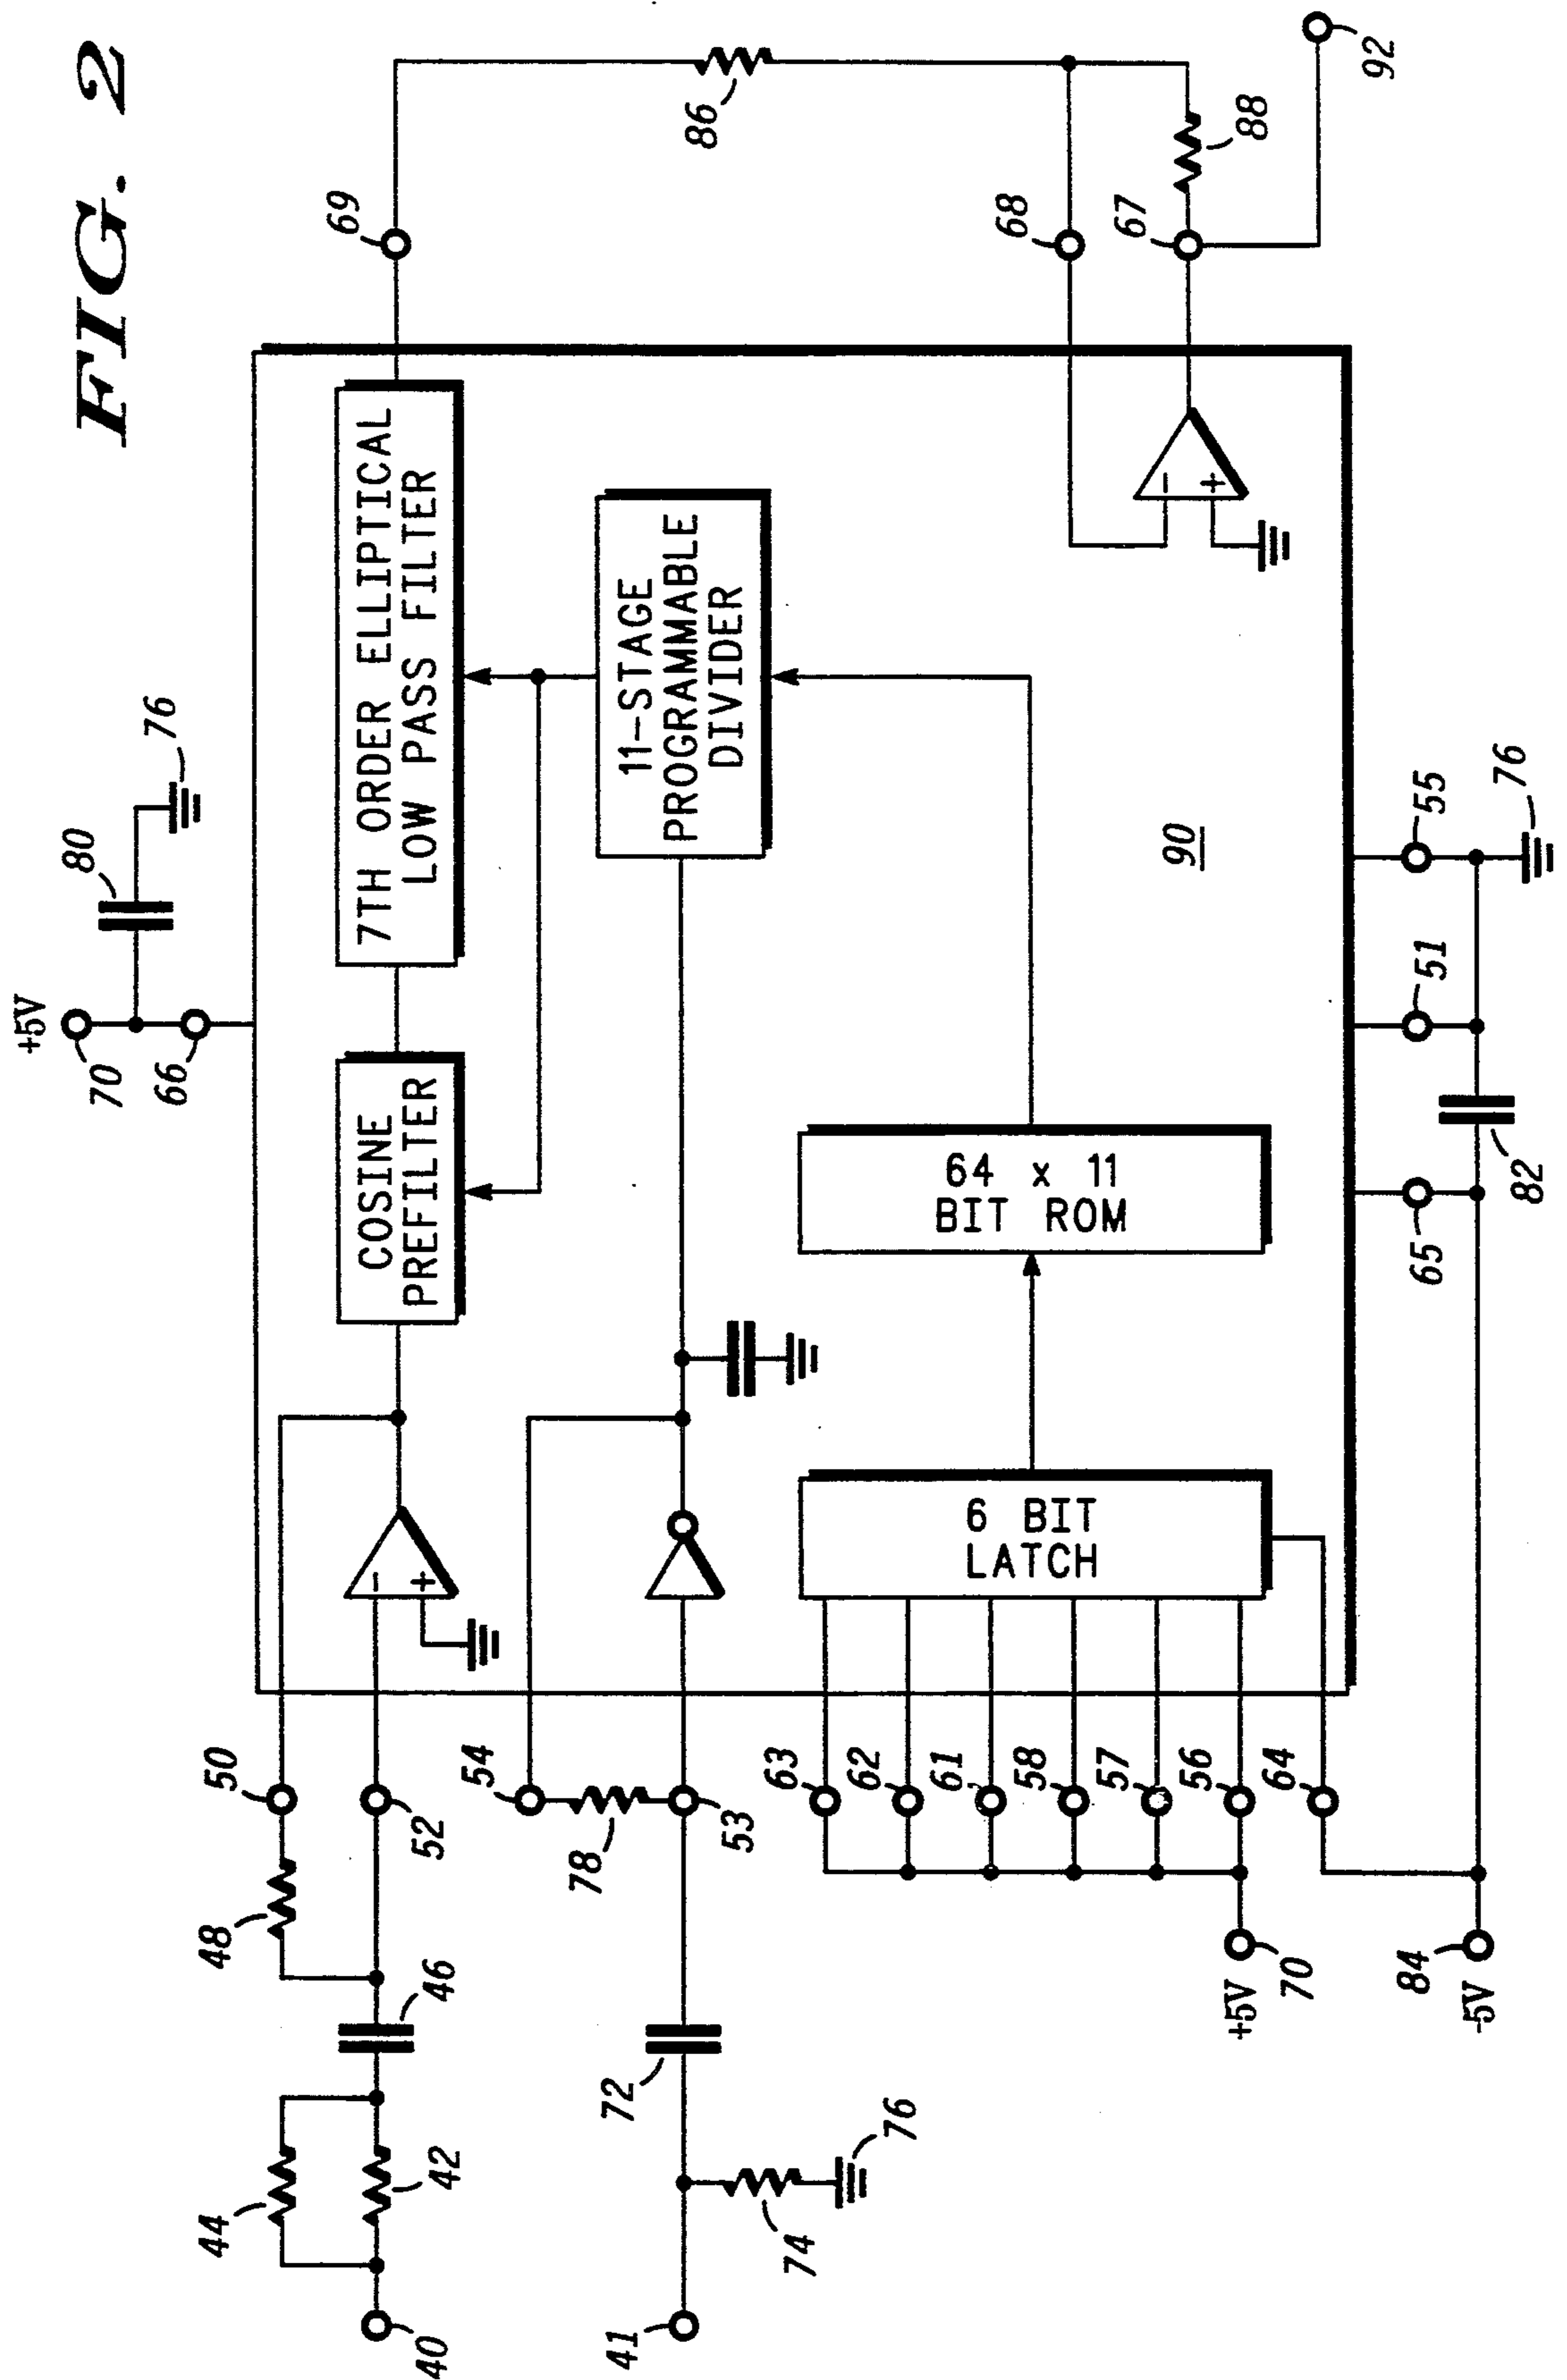 FIG. 2
+5V
70
66
80
76
40
44
42
46
48
50
52
COSINE
PREFILTER
7TH ORDER ELLIPTICAL
LOW PASS FILTER
69
86
-
+
41
74
76
72
78
54
53
11-STAGE
PROGRAMMABLE
DIVIDER
63
62
61
58
57
56
64
6 BIT
LATCH
64 x 11
BIT ROM
90
-
+
68
67
88
92
+5V
70
84
-5V
65
82
51
55
76